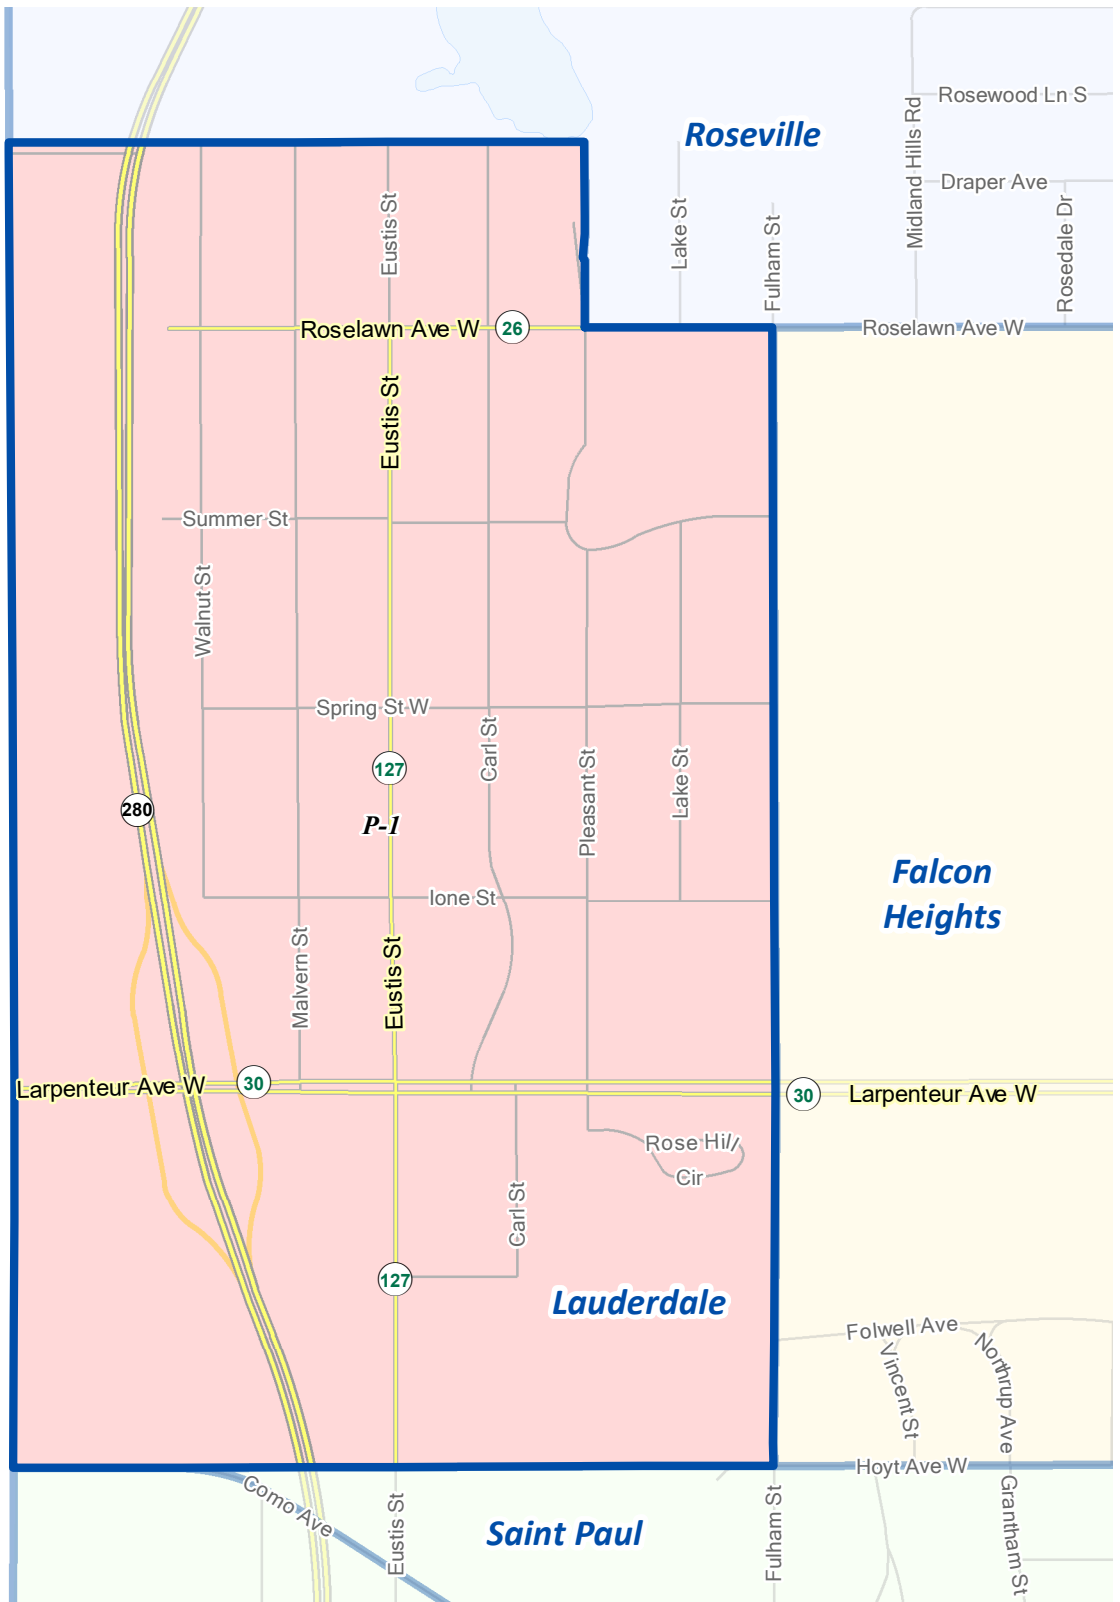 Rosewood Ln S
Roseville
Midland Hills Rd
Draper Ave
Eustis St
Lake St
Fulham St
Rosedale Dr
Roselawn Ave W
26
Roselawn Ave W
Eustis St
Summer St
Walnut St
Spring St W
Carl St
127
Pleasant St
Lake St
280
P-1
Falcon
Heights
Ione St
Malvern St
Eustis St
Larpenteur Ave W
30
30
Larpenteur Ave W
Rose Hill
Cir
Carl St
127
Lauderdale
Folwell Ave
Vincent St
Northrup Ave
Hoyt Ave W
Como Ave
Eustis St
Saint Paul
Fulham St
Grantham St